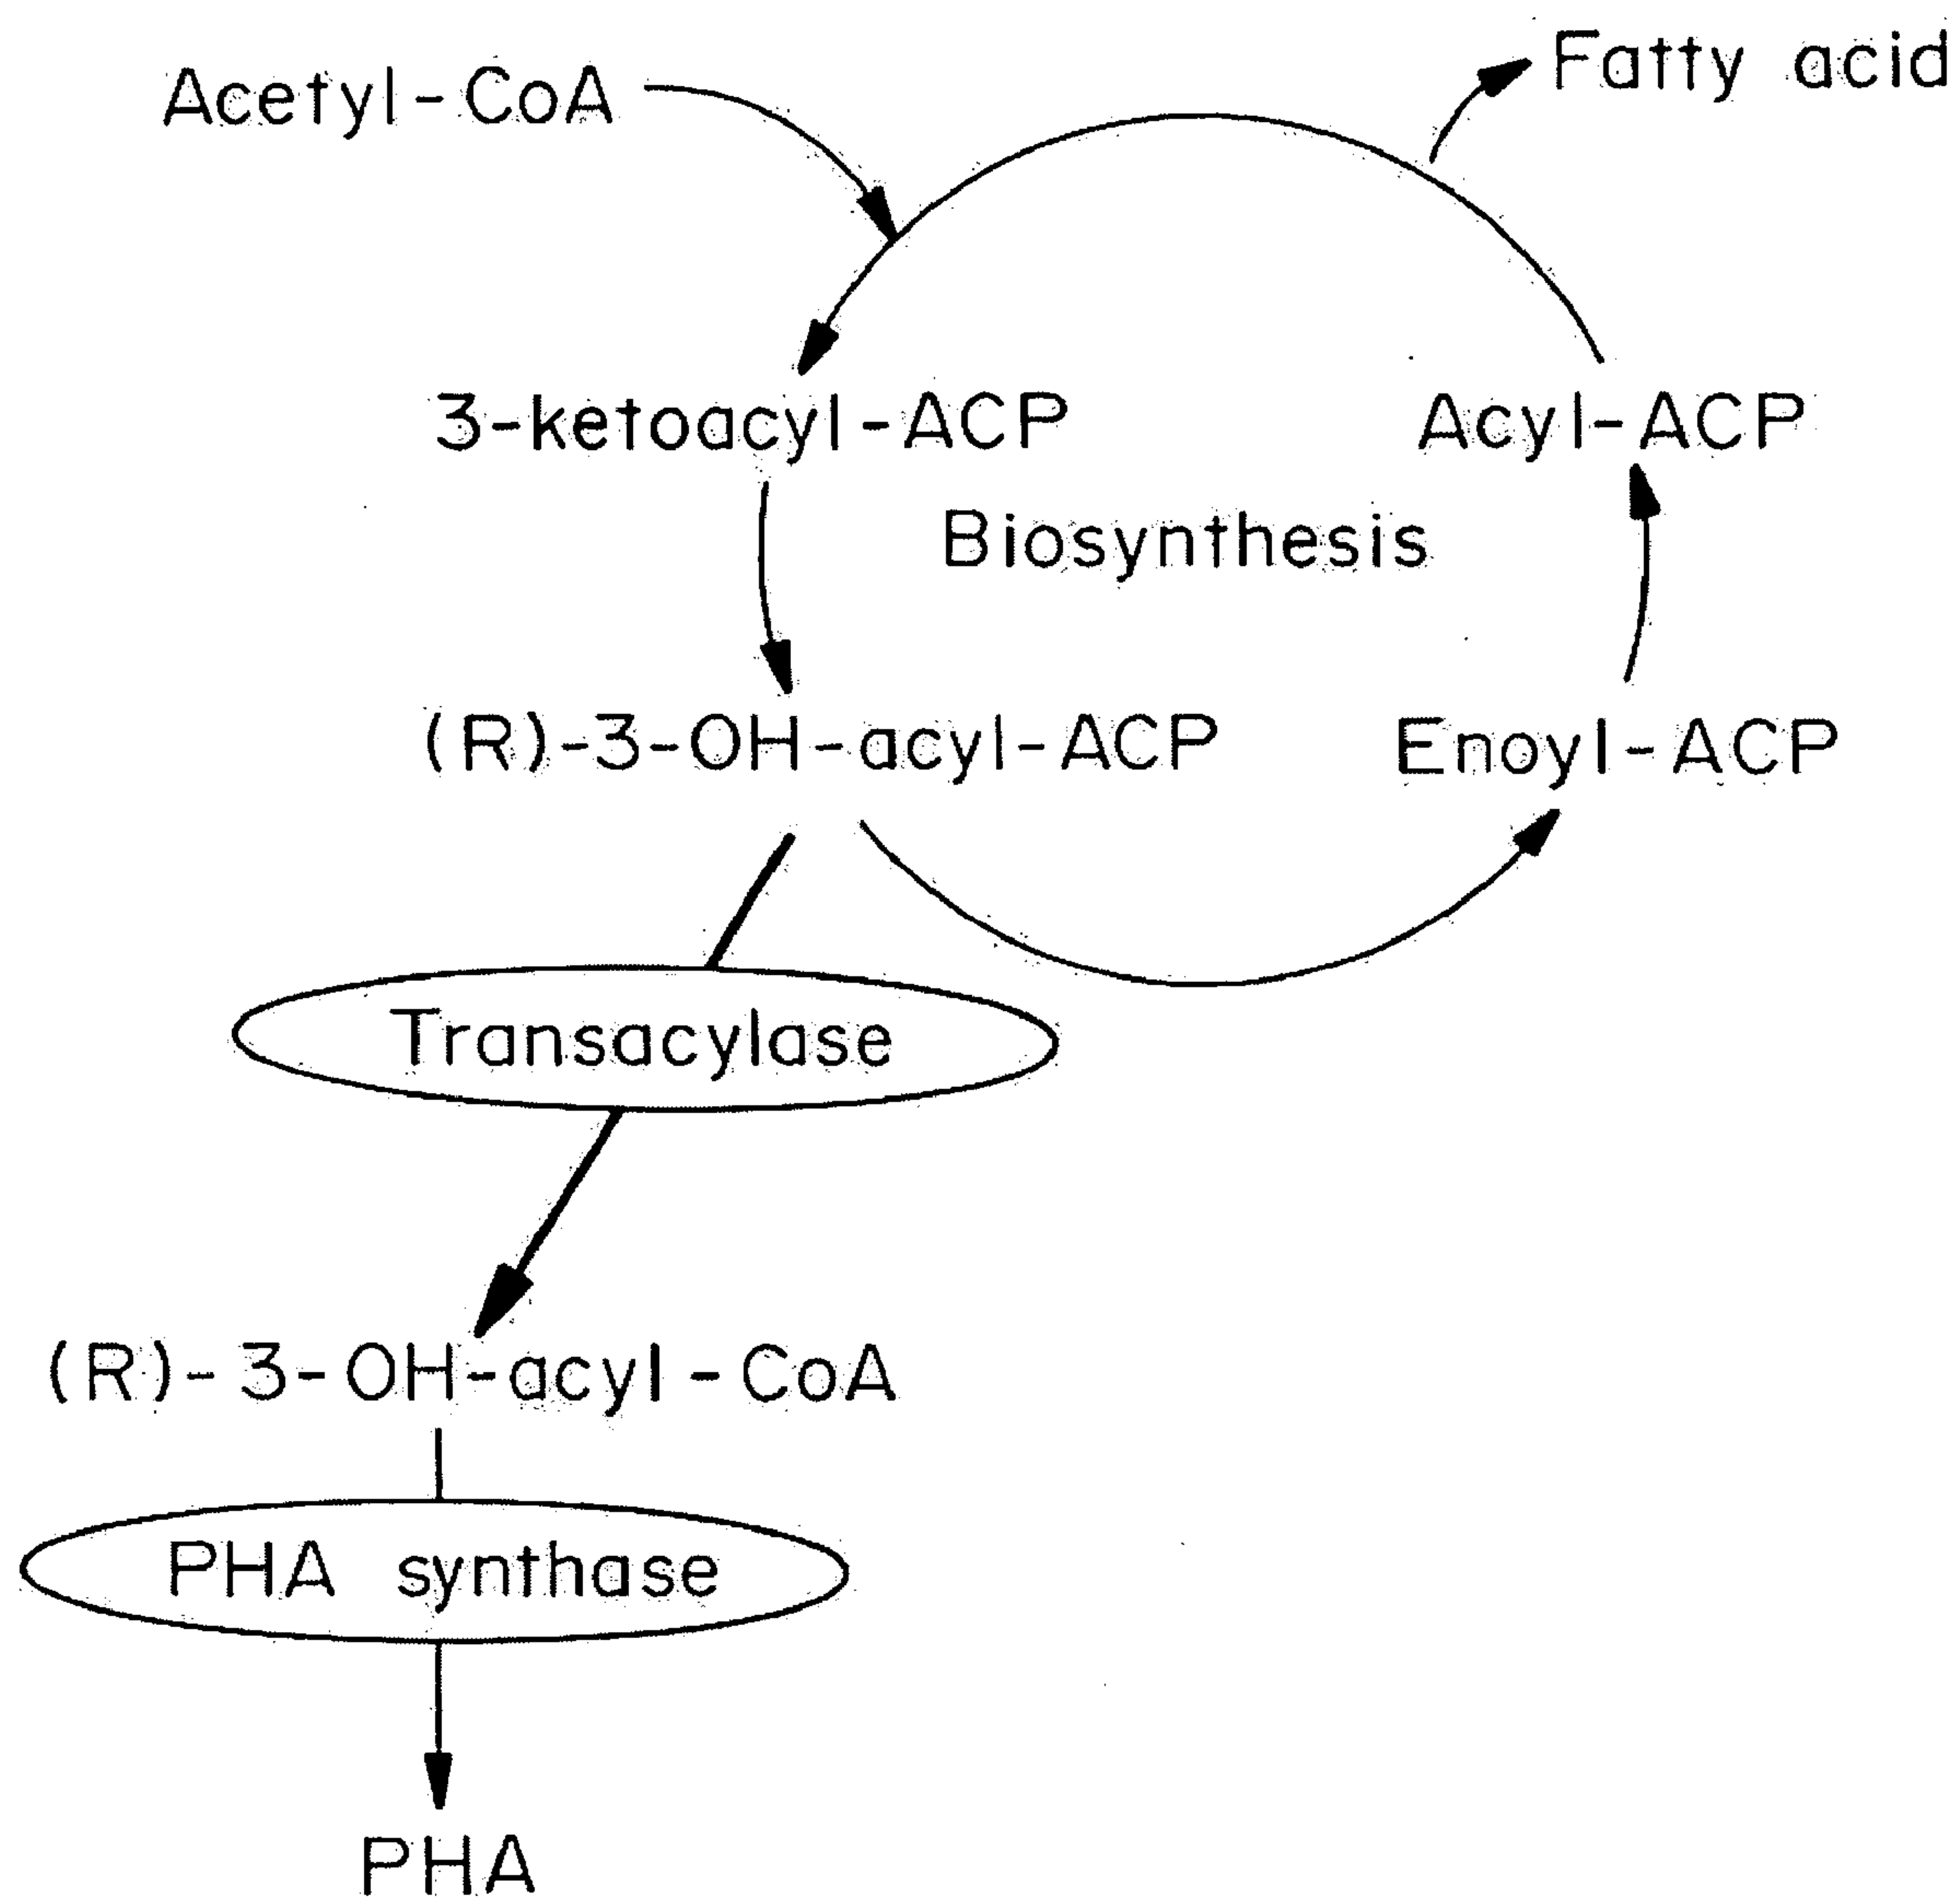 Acetyl-CoA
Fatty acid
3-ketoacyl-ACP
Acyl-ACP
Biosynthesis
(R)-3-OH-acyl-ACP
Enoyl-ACP
Transacylase
(R)-3-OH-acyl-CoA
PHA synthase
PHA